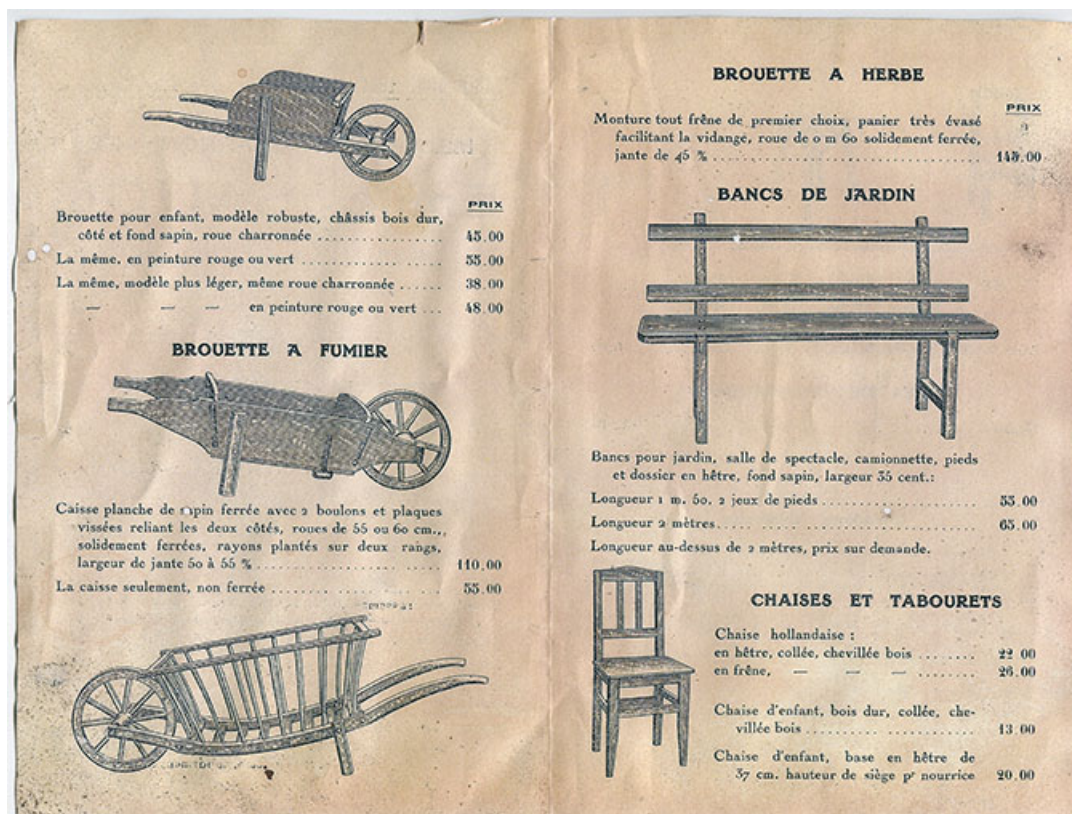 PRIX
Brouette pour enfant, modèle robuste, châssis bois dur,
côté et fond sapin, roue charronnée .................... 45.00
La même, en peinture rouge ou vert .................... 55.00
La même, modèle plus léger, même roue charronnée ...... 38.00
— — — en peinture rouge ou vert ... 48.00
BROUETTE A FUMIER
Caisse planche de sapin ferrée avec 2 boulons et plaques
vissées reliant les deux côtés, roues de 55 ou 60 cm.,
solidement ferrées, rayons plantés sur deux rangs,
largeur de jante 50 à 55 % .................... 110.00
La caisse seulement, non ferrée .................... 55.00
BROUETTE A HERBE
PRIX
Monture tout frêne de premier choix, panier très évasé
facilitant la vidange, roue de 0 m 60 solidement ferrée,
jante de 45 % .................... 145.00
BANCS DE JARDIN
Bancs pour jardin, salle de spectacle, camionnette, pieds
et dossier en hêtre, fond sapin, largeur 35 cent.:
Longueur 1 m. 50. 2 jeux de pieds .................... 55.00
Longueur 2 mètres .................... 65.00
Longueur au-dessus de 2 mètres, prix sur demande.
CHAISES ET TABOURETS
Chaise hollandaise :
en hêtre, collée, chevillée bois ........ 22 00
en frêne, — — — ........ 26.00
Chaise d'enfant, bois dur, collée, che-
villée bois .................... 13 00
Chaise d'enfant, base en hêtre de
37 cm. hauteur de siège pr nourrice 20.00